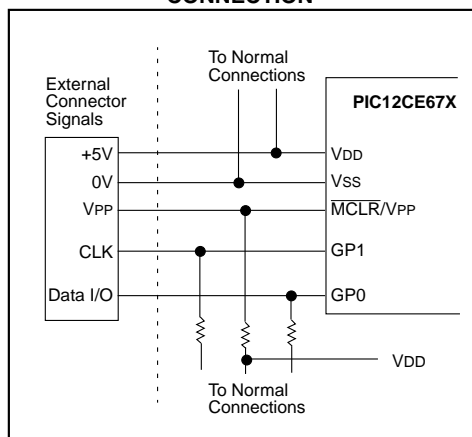 CONNECTION
To Normal
Connections
External
Connector
Signals
PIC12CE67X
+5V
VDD
0V
VSS
VPP
MCLR/VPP
CLK
GP1
Data I/O
GP0
VDD
To Normal
Connections